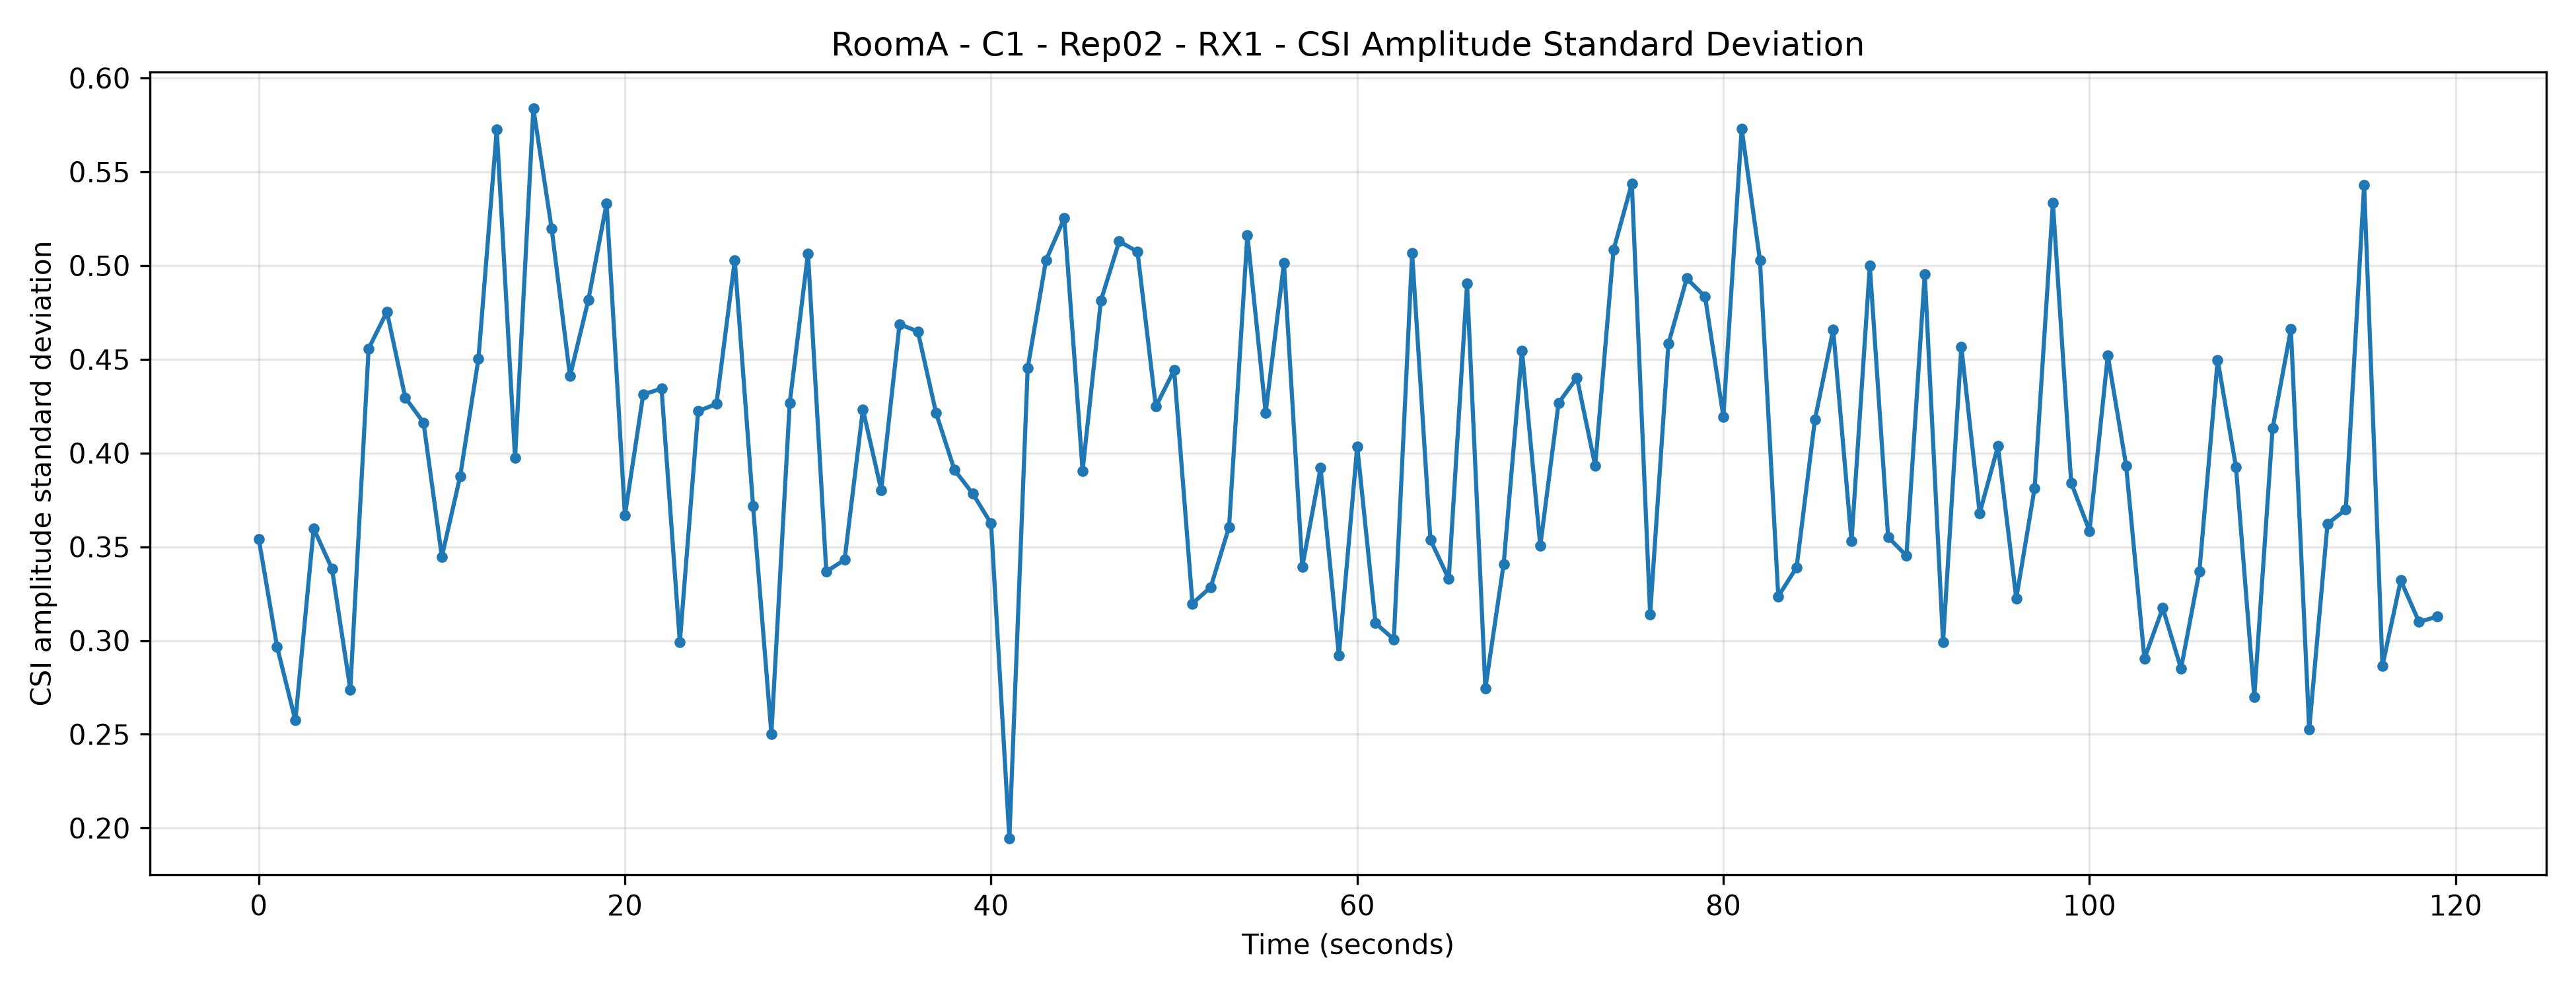 RoomA - C1 - Rep02 - RX1 - CSI Amplitude Standard Deviation
0.60
0.55
0.50
0.45
0.40
0.35
0.30
0.25
0.20
CSI amplitude standard deviation
0 20 40 60 80 100 120
Time (seconds)